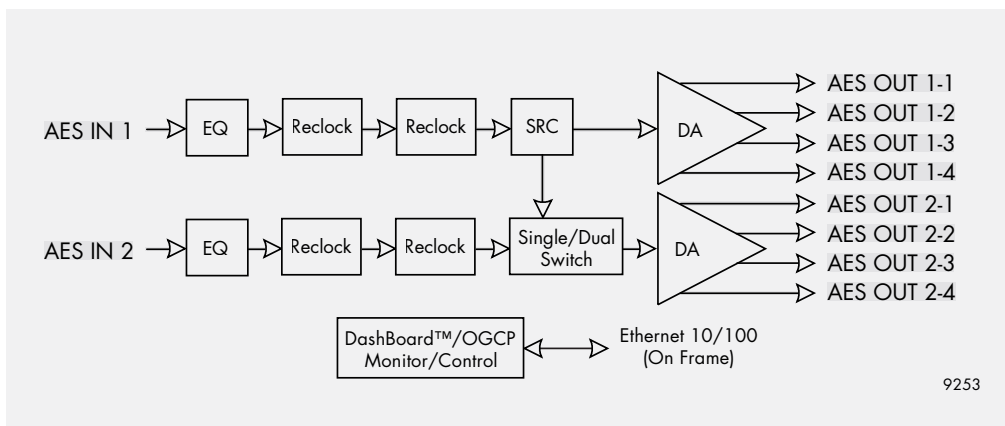 AES IN 1
EQ
Reclock
Reclock
SRC
DA
AES OUT 1-1
AES OUT 1-2
AES OUT 1-3
AES OUT 1-4
AES IN 2
EQ
Reclock
Reclock
Single/Dual
Switch
DA
AES OUT 2-1
AES OUT 2-2
AES OUT 2-3
AES OUT 2-4
DashBoard™/OGCP
Monitor/Control
Ethernet 10/100
(On Frame)
9253